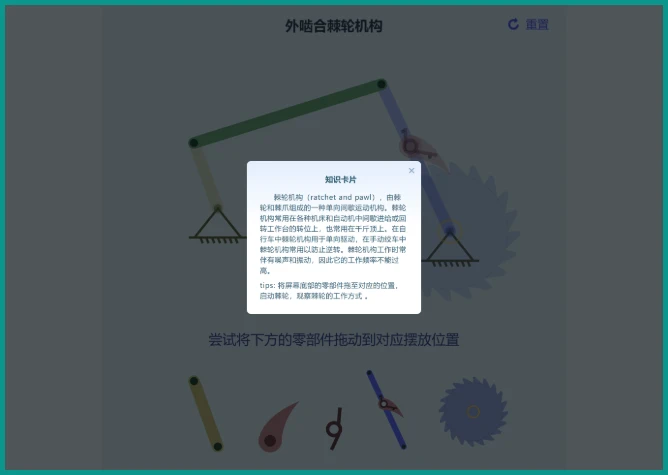 外啮合棘轮机构
重置
知识卡片
棘轮机构（ratchet and pawl），由棘
轮和棘爪组成的一种单向间歇运动机构。棘轮
机构常用在各种机床和自动机中间歇进给或回
转工作台的转位上，也常用在千斤顶上。在自
行车中棘轮机构用于单向驱动，在手动绞车中
棘轮机构常用以防止逆转。棘轮机构工作时常
伴有噪声和振动，因此它的工作频率不能过
高。
tips: 将屏幕底部的零部件拖至对应的位置，
启动棘轮，观察棘轮的工作方式 。
尝试将下方的零部件拖动到对应摆放位置